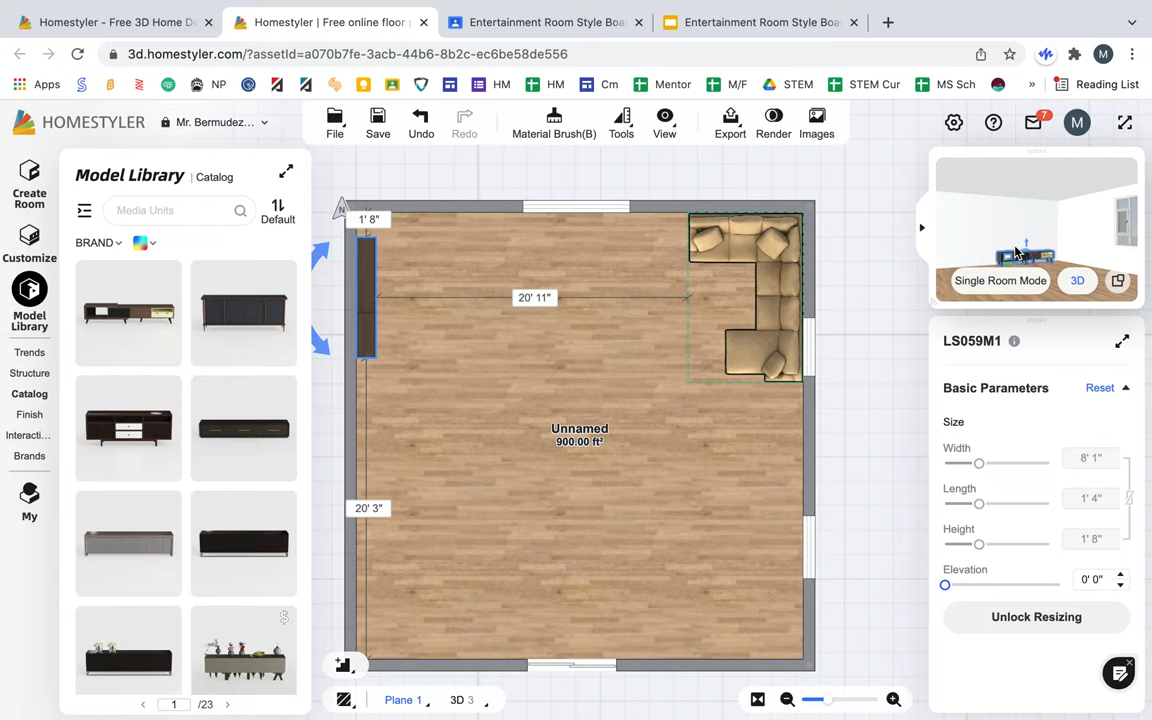 Homestyler - Free 3D Home De
Homestyler | Free online floor
Entertainment Room Style Boa
Entertainment Room Style Boa
3d.homestyler.com/?assetId=a070b7fe-3acb-44b6-8b2c-ec6be58de556
M
Apps
NP
HM
HM
Cm
Mentor
M/F
STEM
STEM Cur
MS Sch
»
Reading List
HOMESTYLER
Mr. Bermudez...
File
Save
Undo
Redo
Material Brush(B)
Tools
View
Export
Render
Images
7
M
Create
Room
Customize
Model
Library
Trends
Structure
Catalog
Finish
Interacti...
Brands
My
Model Library | Catalog
Media Units
Default
BRAND
$
1 /23
N
1' 8"
20' 11"
20' 3"
Unnamed
900.00 ft²
Plane 1
3D 3
Single Room Mode
3D
LS059M1
Basic Parameters
Reset
Size
Width
8' 1"
Length
1' 4"
Height
1' 8"
Elevation
0' 0"
Unlock Resizing